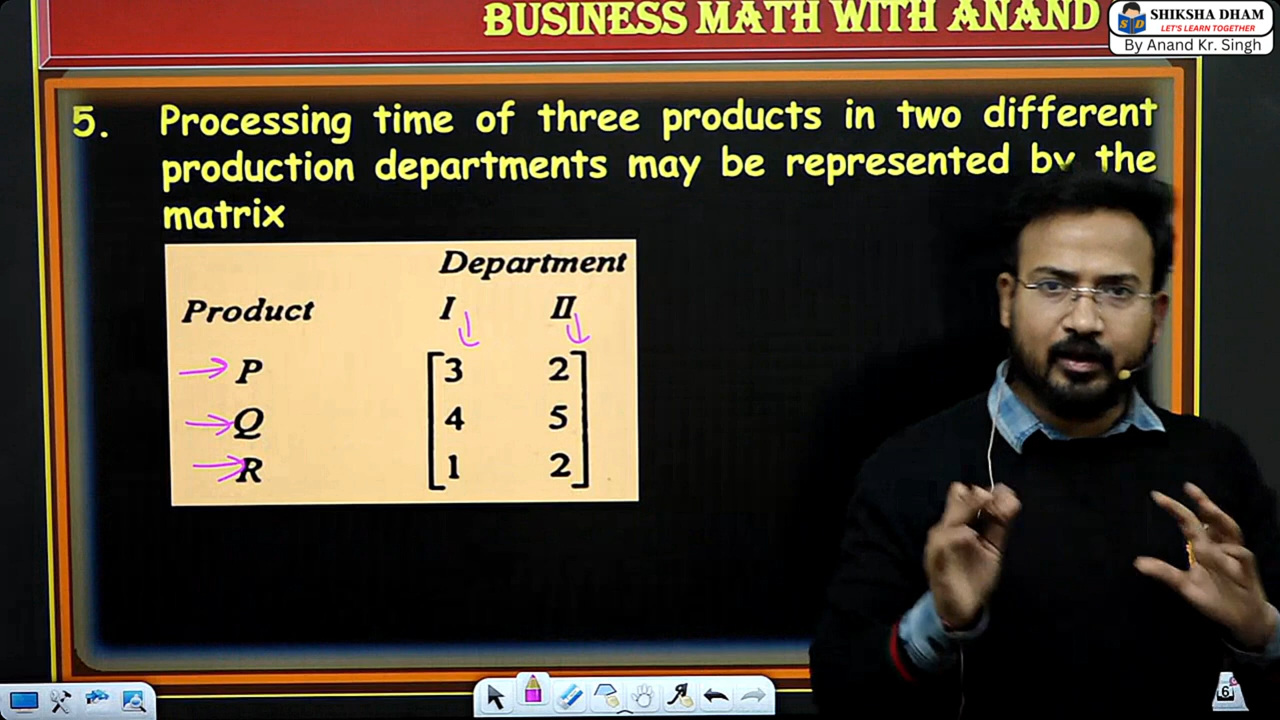 BUSINESS MATH WITH ANAND
SD
SHIKSHA DHAM
LET'S LEARN TOGETHER
By Anand Kr. Singh
5. Processing time of three products in two different
production departments may be represented by the
matrix
Department
Product I II
P 3 2
Q 4 5
R 1 2
6